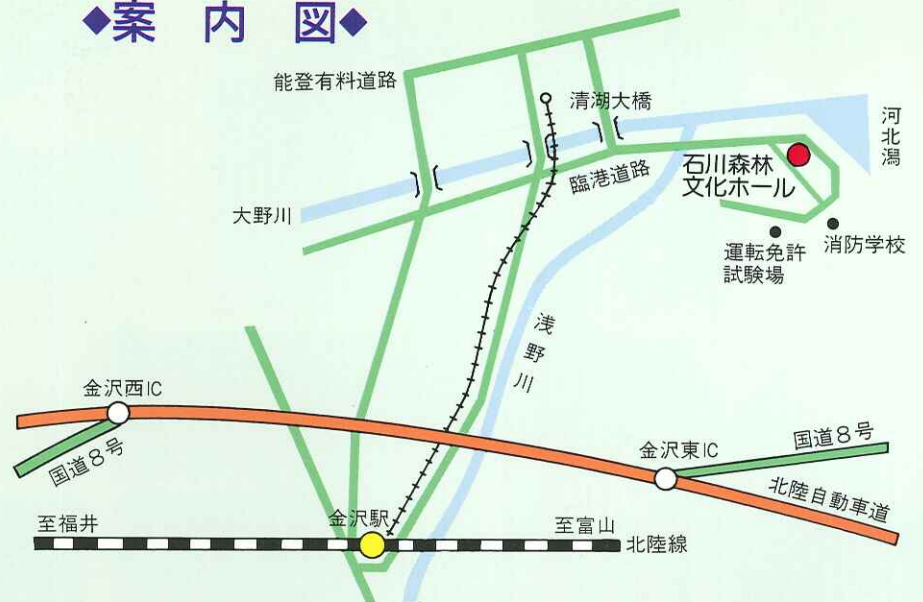 ◆案内図◆
能登有料道路
清湖大橋
河北潟
石川森林
文化ホール
臨港道路
大野川
消防学校
運転免許
試験場
浅野川
金沢西IC
国道8号
金沢東IC
国道8号
北陸自動車道
金沢駅
至福井
至富山
北陸線